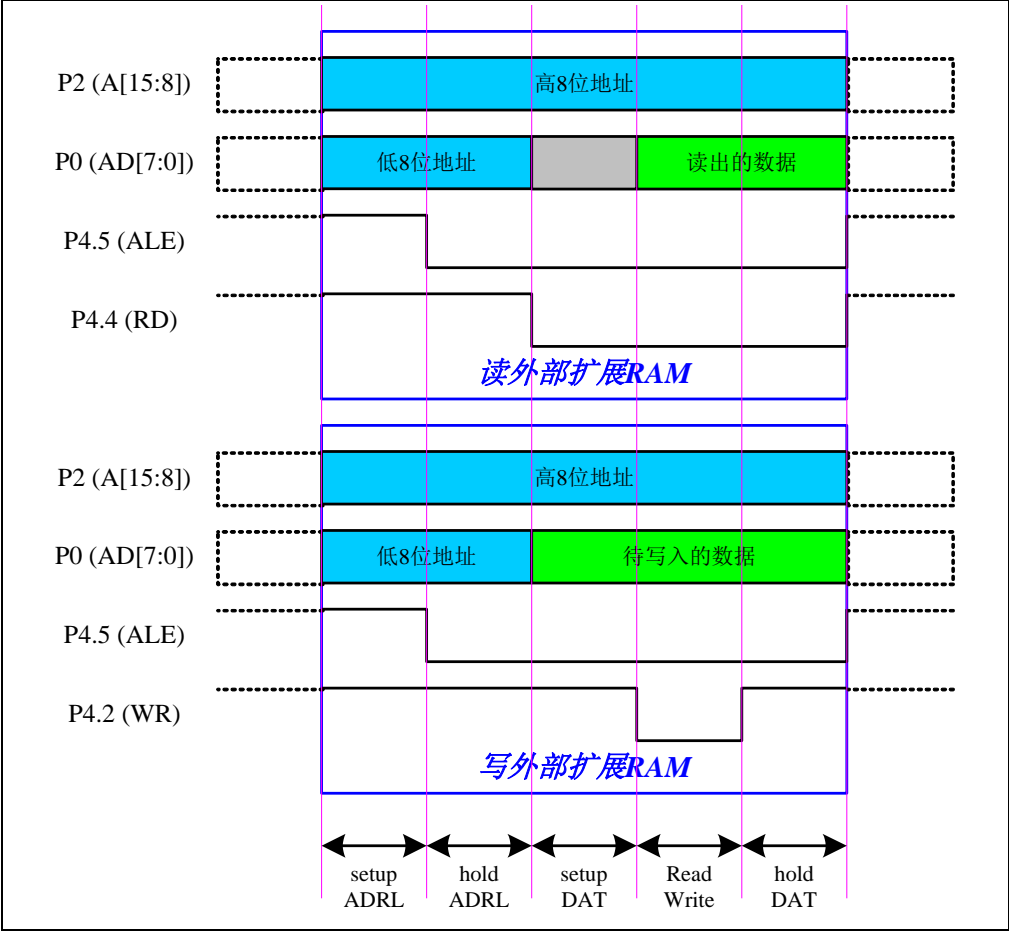 P2 (A[15:8])
高8位地址
P0 (AD[7:0])
低8位地址
读出的数据
P4.5 (ALE)
P4.4 (RD)
读外部扩展RAM
P2 (A[15:8])
高8位地址
P0 (AD[7:0])
低8位地址
待写入的数据
P4.5 (ALE)
P4.2 (WR)
写外部扩展RAM
setup
ADRL
hold
ADRL
setup
DAT
Read
Write
hold
DAT